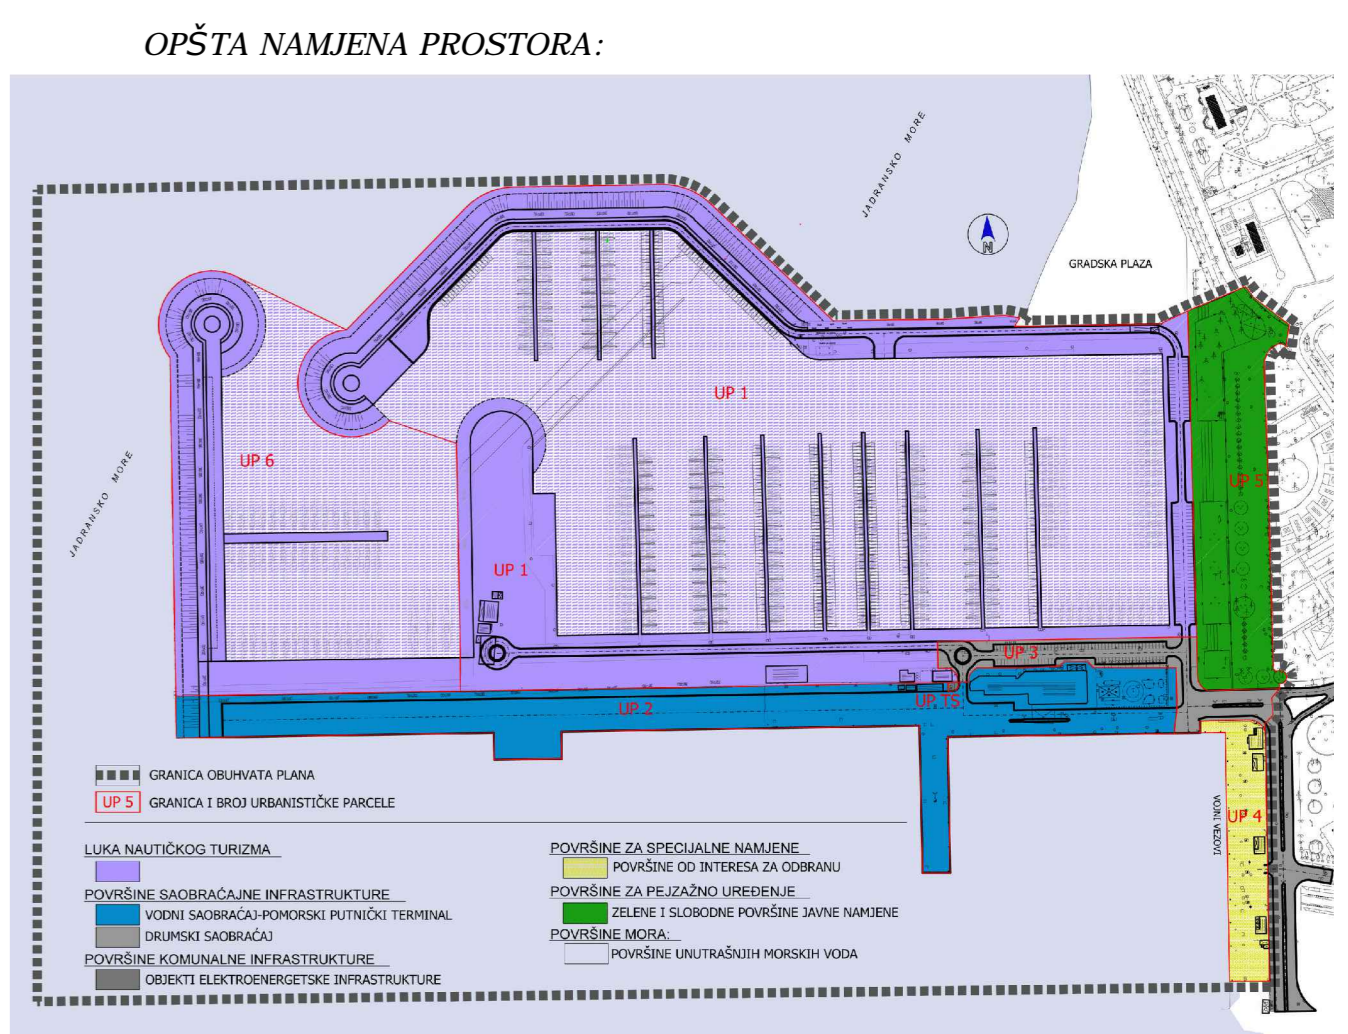 OPŠTA NAMJENA PROSTORA:
JADRANSKO MORE
N
GRADSKA PLAZA
UP 1
UP 6
JADRANSKO MORE
UP 5
UP 1
UP 3
UP TS
UP 2
VOJNI VEZOVI
UP 4
GRANICA OBUHVATA PLANA
UP 5 GRANICA I BROJ URBANISTIČKE PARCELE
LUKA NAUTIČKOG TURIZMA
POVRŠINE SAOBRAĆAJNE INFRASTRUKTURE
VODNI SAOBRAĆAJ-POMORSKI PUTNIČKI TERMINAL
DRUMSKI SAOBRAĆAJ
POVRŠINE KOMUNALNE INFRASTRUKTURE
OBJEKTI ELEKTROENERGETSKE INFRASTRUKTURE
POVRŠINE ZA SPECIJALNE NAMJENE
POVRŠINE OD INTERESA ZA ODBRANU
POVRŠINE ZA PEJZAŽNO UREĐENJE
ZELENE I SLOBODNE POVRŠINE JAVNE NAMJENE
POVRŠINE MORA:
POVRŠINE UNUTRAŠNJIH MORSKIH VODA